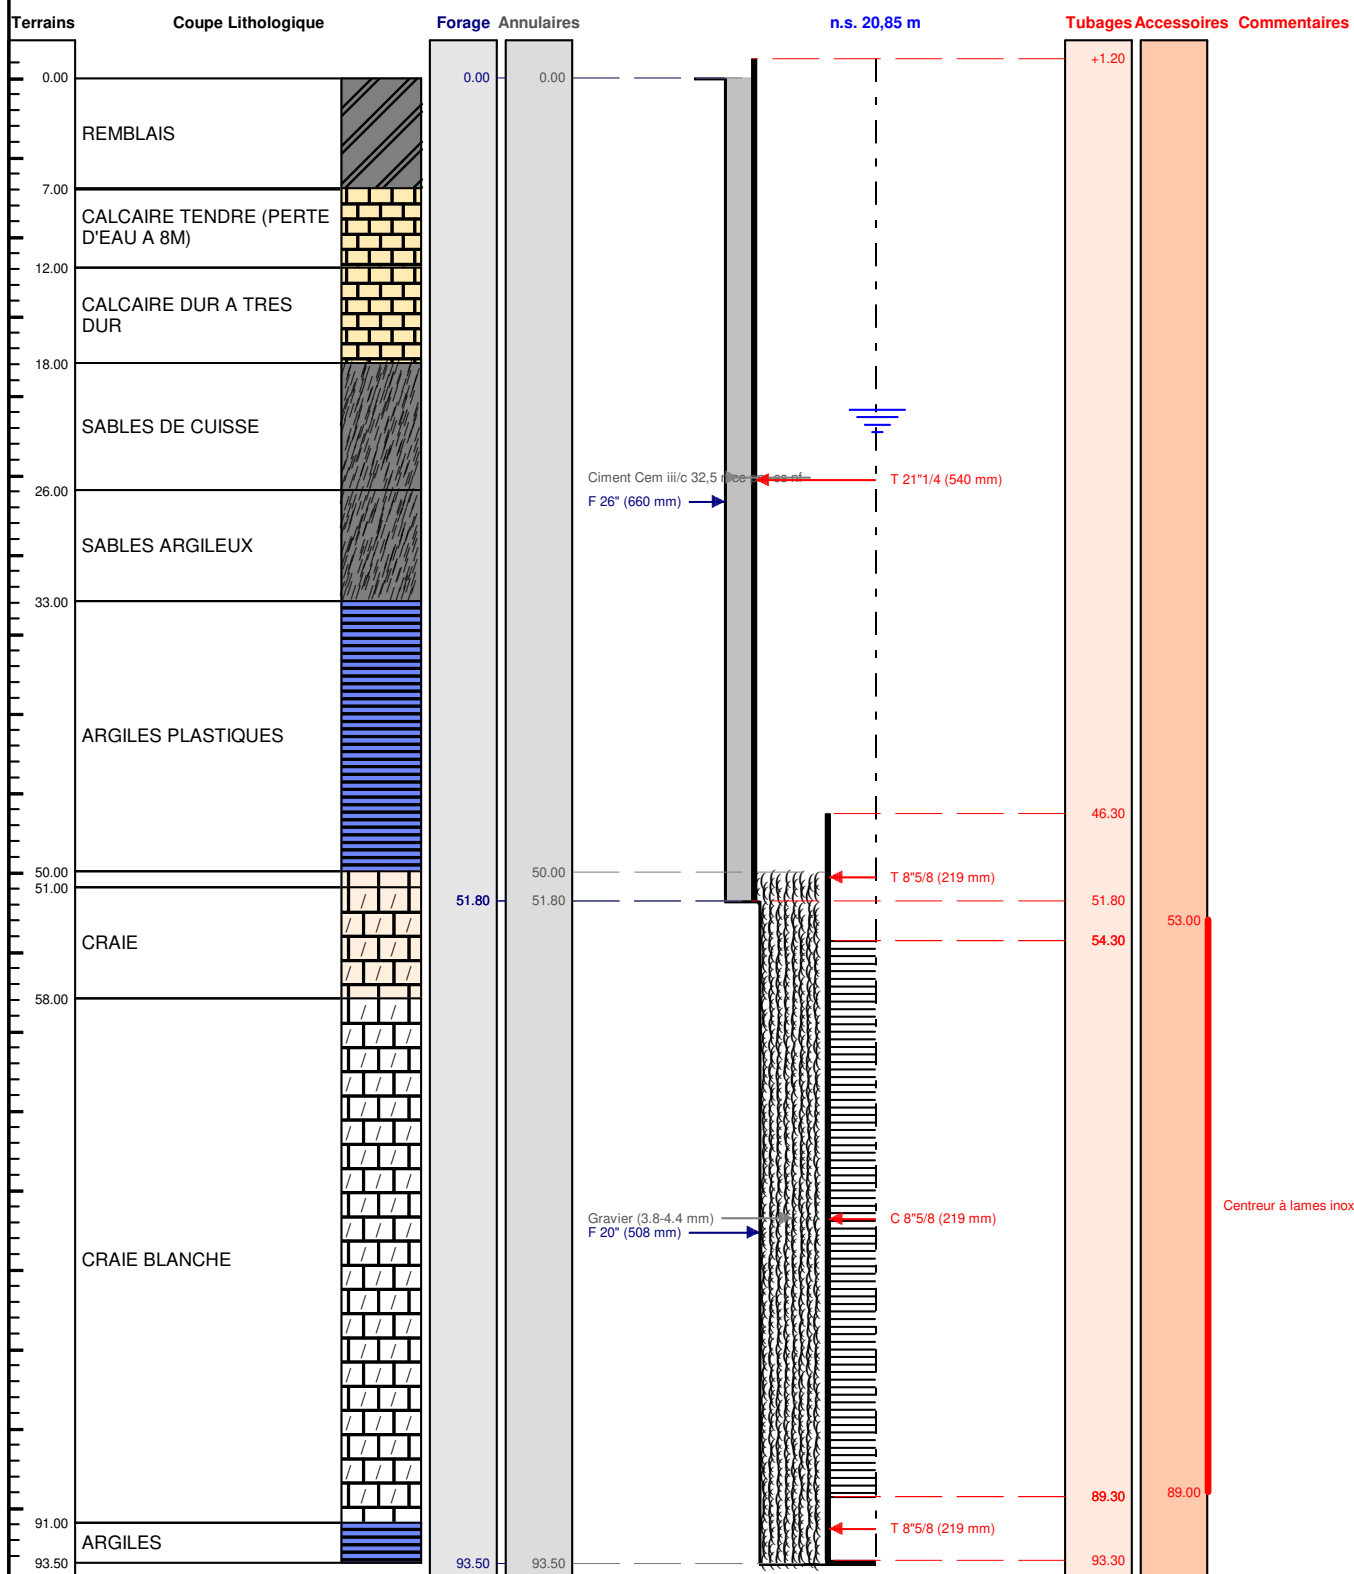 Terrains Coupe Lithologique Forage Annulaires n.s. 20,85 m Tubages Accessoires Commentaires
+1.20
0.00 0.00 0.00
REMBLAIS
7.00
CALCAIRE TENDRE (PERTE
D'EAU A 8M)
12.00
CALCAIRE DUR A TRES
DUR
18.00
SABLES DE CUISSE
Ciment Cem iii/c 32,5
T 21"1/4 (540 mm)
26.00
F 26" (660 mm)
SABLES ARGILEUX
33.00
ARGILES PLASTIQUES
46.30
50.00 50.00
T 8"5/8 (219 mm)
51.00
51.80 51.80 51.80
53.00
CRAIE
54.30
58.00
Centreur à lames inox
Gravier (3.8-4.4 mm)
C 8"5/8 (219 mm)
F 20" (508 mm)
CRAIE BLANCHE
89.00
89.30
91.00
T 8"5/8 (219 mm)
ARGILES
93.30
93.50 93.50 93.50